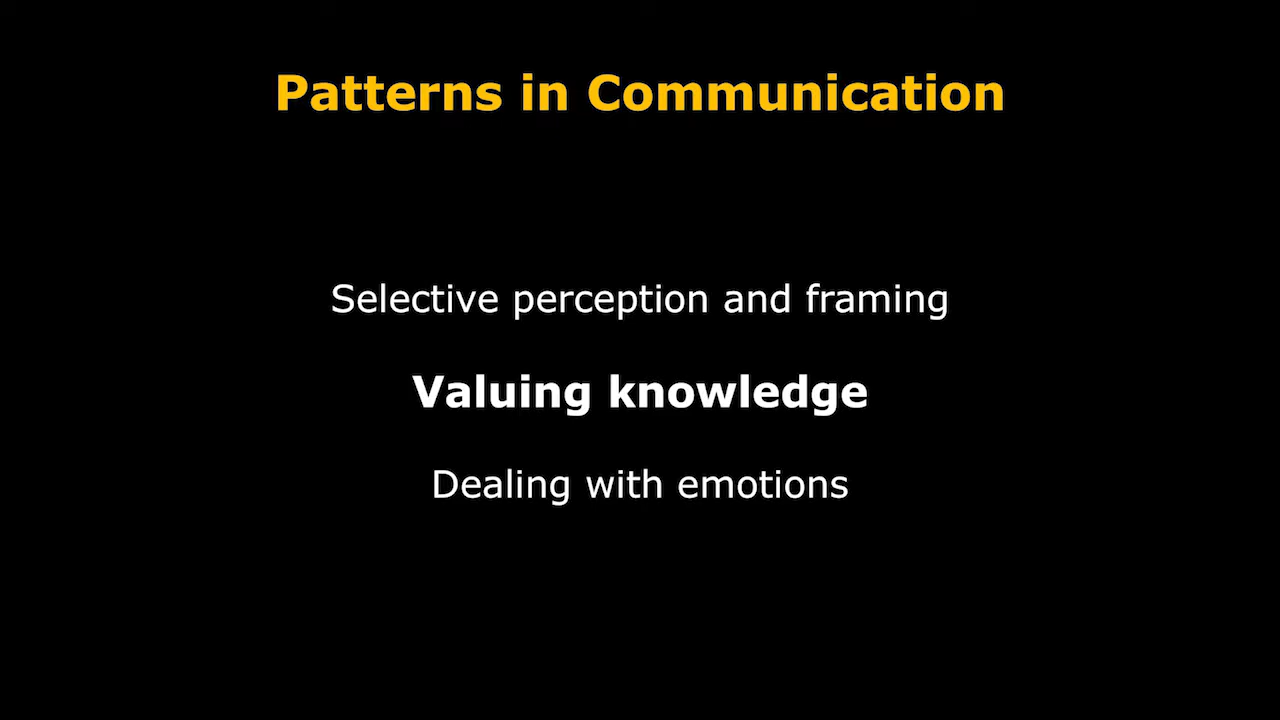 Patterns in Communication
Selective perception and framing
Valuing knowledge
Dealing with emotions